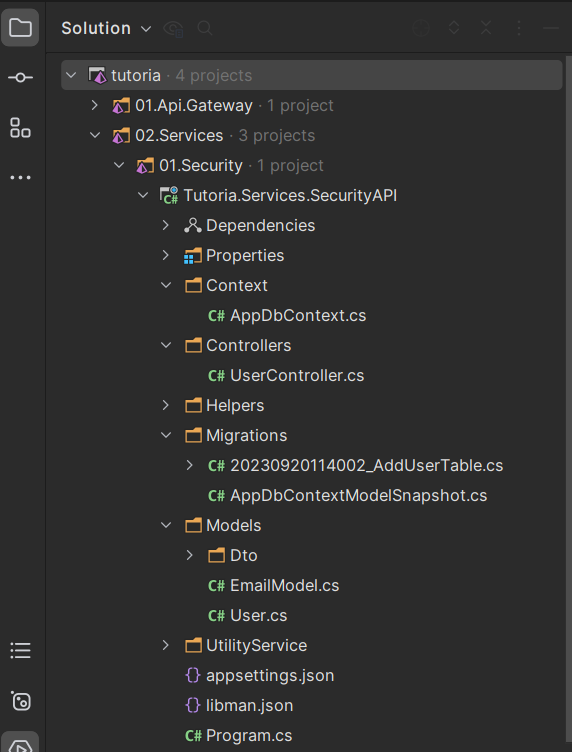 Solution
tutoria · 4 projects
01.Api.Gateway · 1 project
02.Services · 3 projects
01.Security · 1 project
C# Tutoria.Services.SecurityAPI
Dependencies
Properties
Context
C# AppDbContext.cs
Controllers
C# UserController.cs
Helpers
Migrations
C# 20230920114002_AddUserTable.cs
C# AppDbContextModelSnapshot.cs
Models
Dto
C# EmailModel.cs
C# User.cs
UtilityService
{} appsettings.json
{} libman.json
C# Program.cs